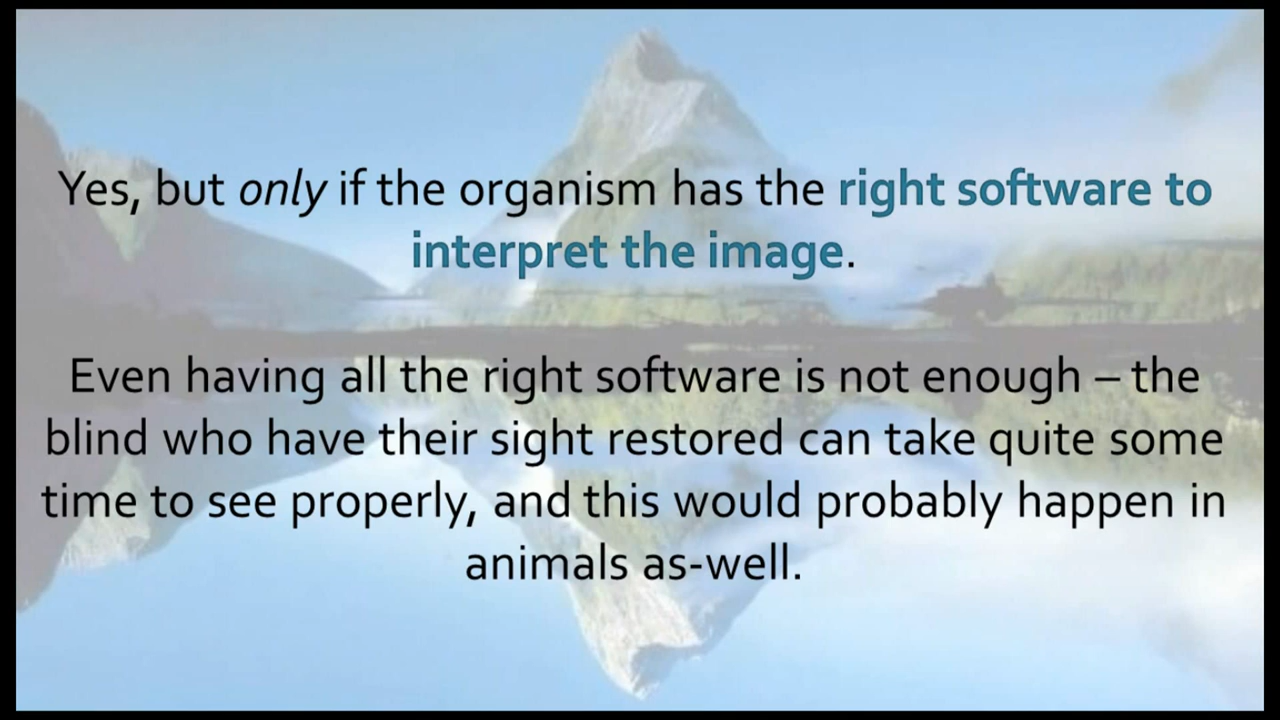 Yes, but only if the organism has the right software to
interpret the image.
Even having all the right software is not enough – the
blind who have their sight restored can take quite some
time to see properly, and this would probably happen in
animals as-well.